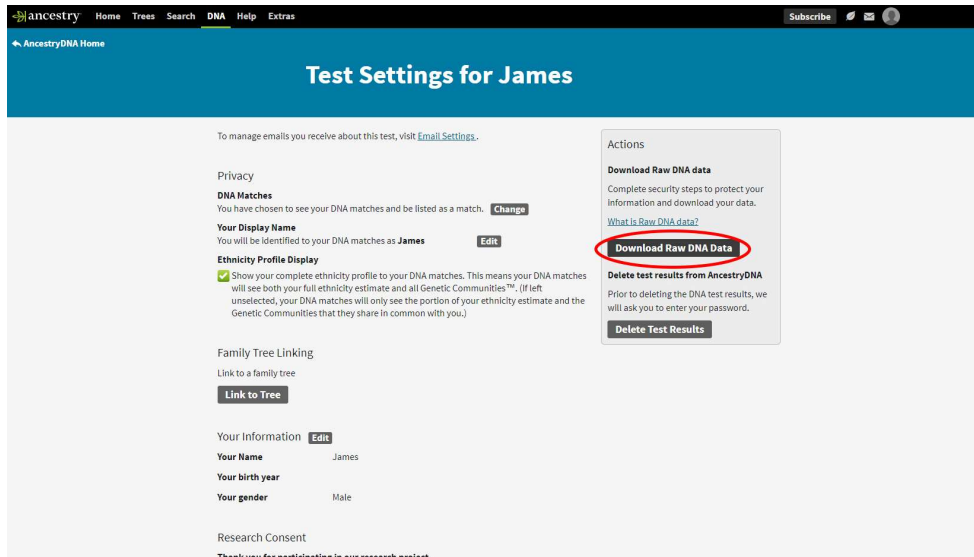 ancestry Home Trees Search DNA Help Extras Subscribe
AncestryDNA Home
Test Settings for James
To manage emails you receive about this test, visit Email Settings .
Privacy
DNA Matches
You have chosen to see your DNA matches and be listed as a match. Change
Your Display Name
You will be identified to your DNA matches as James Edit
Ethnicity Profile Display
Show your complete ethnicity profile to your DNA matches. This means your DNA matches
will see both your full ethnicity estimate and all Genetic Communities™. (If left
unselected, your DNA matches will only see the portion of your ethnicity estimate and the
Genetic Communities that they share in common with you.)
Family Tree Linking
Link to a family tree
Link to Tree
Your Information Edit
Your Name James
Your birth year
Your gender Male
Research Consent
Thank you for participating in our research project
Actions
Download Raw DNA data
Complete security steps to protect your
information and download your data.
What is Raw DNA data?
Download Raw DNA Data
Delete test results from AncestryDNA
Prior to deleting the DNA test results, we
will ask you to enter your password.
Delete Test Results